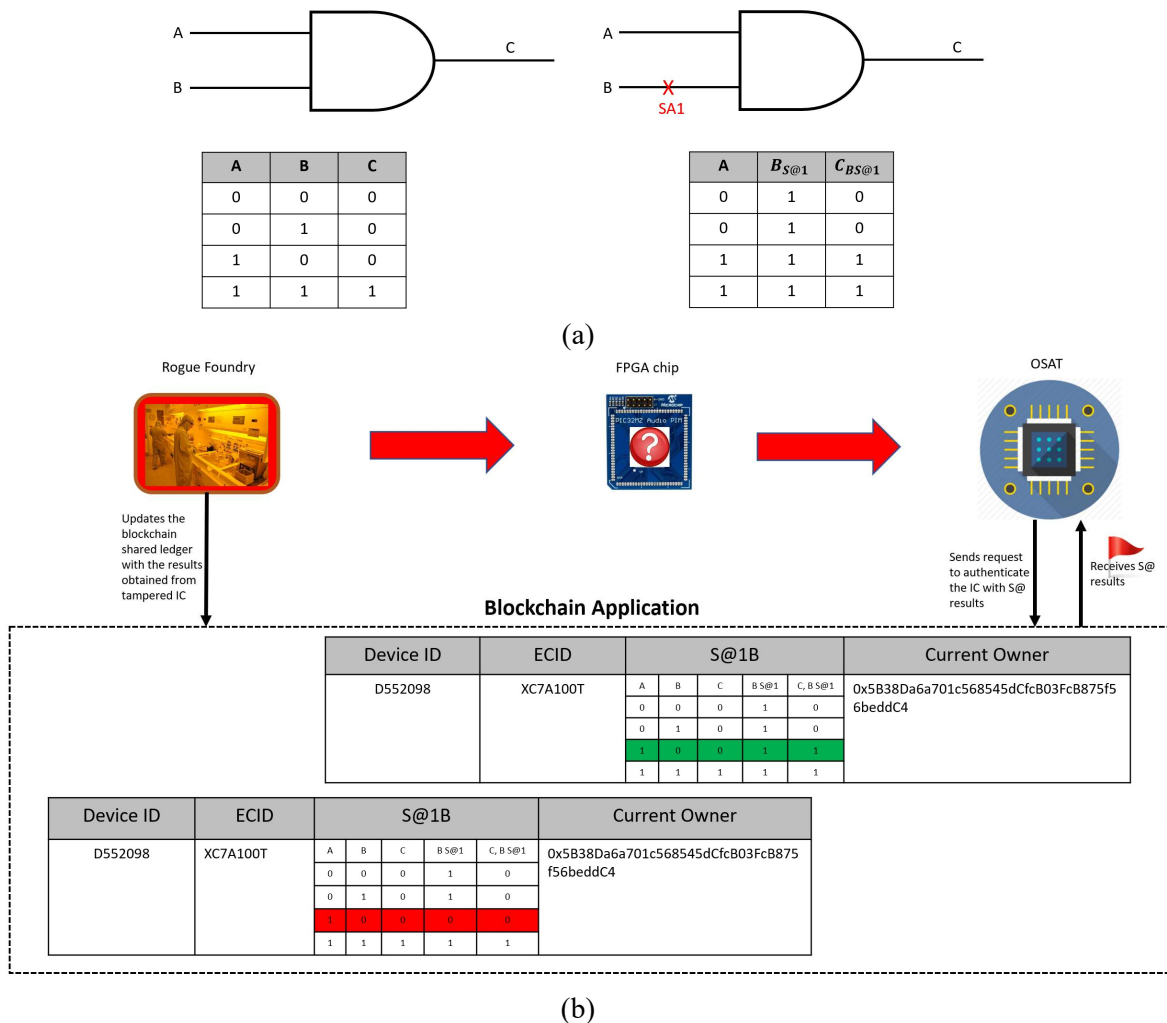 A
B
C
A
B
C
X
SA1
A B C
0 0 0
0 1 0
1 0 0
1 1 1
A B_{S@1} C_{BS@1}
0 1 0
0 1 0
1 1 1
1 1 1
(a)
Rogue Foundry
FPGA chip
OSAT
MICROCHIP
PIC32MZ Audio PIM
?
Updates the
blockchain
shared ledger
with the results
obtained from
tampered IC
Sends request
to authenticate
the IC with S@
results
Receives S@
results
Blockchain Application
Device ID ECID S@1B Current Owner
D552098 XC7A100T
A B C B S@1 C, B S@1
0 0 0 1 0
0 1 0 1 0
1 0 0 1 1
1 1 1 1 1
0x5B38Da6a701c568545dCfcB03FcB875f5
6beddC4
Device ID ECID S@1B Current Owner
D552098 XC7A100T
A B C B S@1 C, B S@1
0 0 0 1 0
0 1 0 1 0
1 0 0 0 0
1 1 1 1 1
0x5B38Da6a701c568545dCfcB03FcB875
f56beddC4
(b)